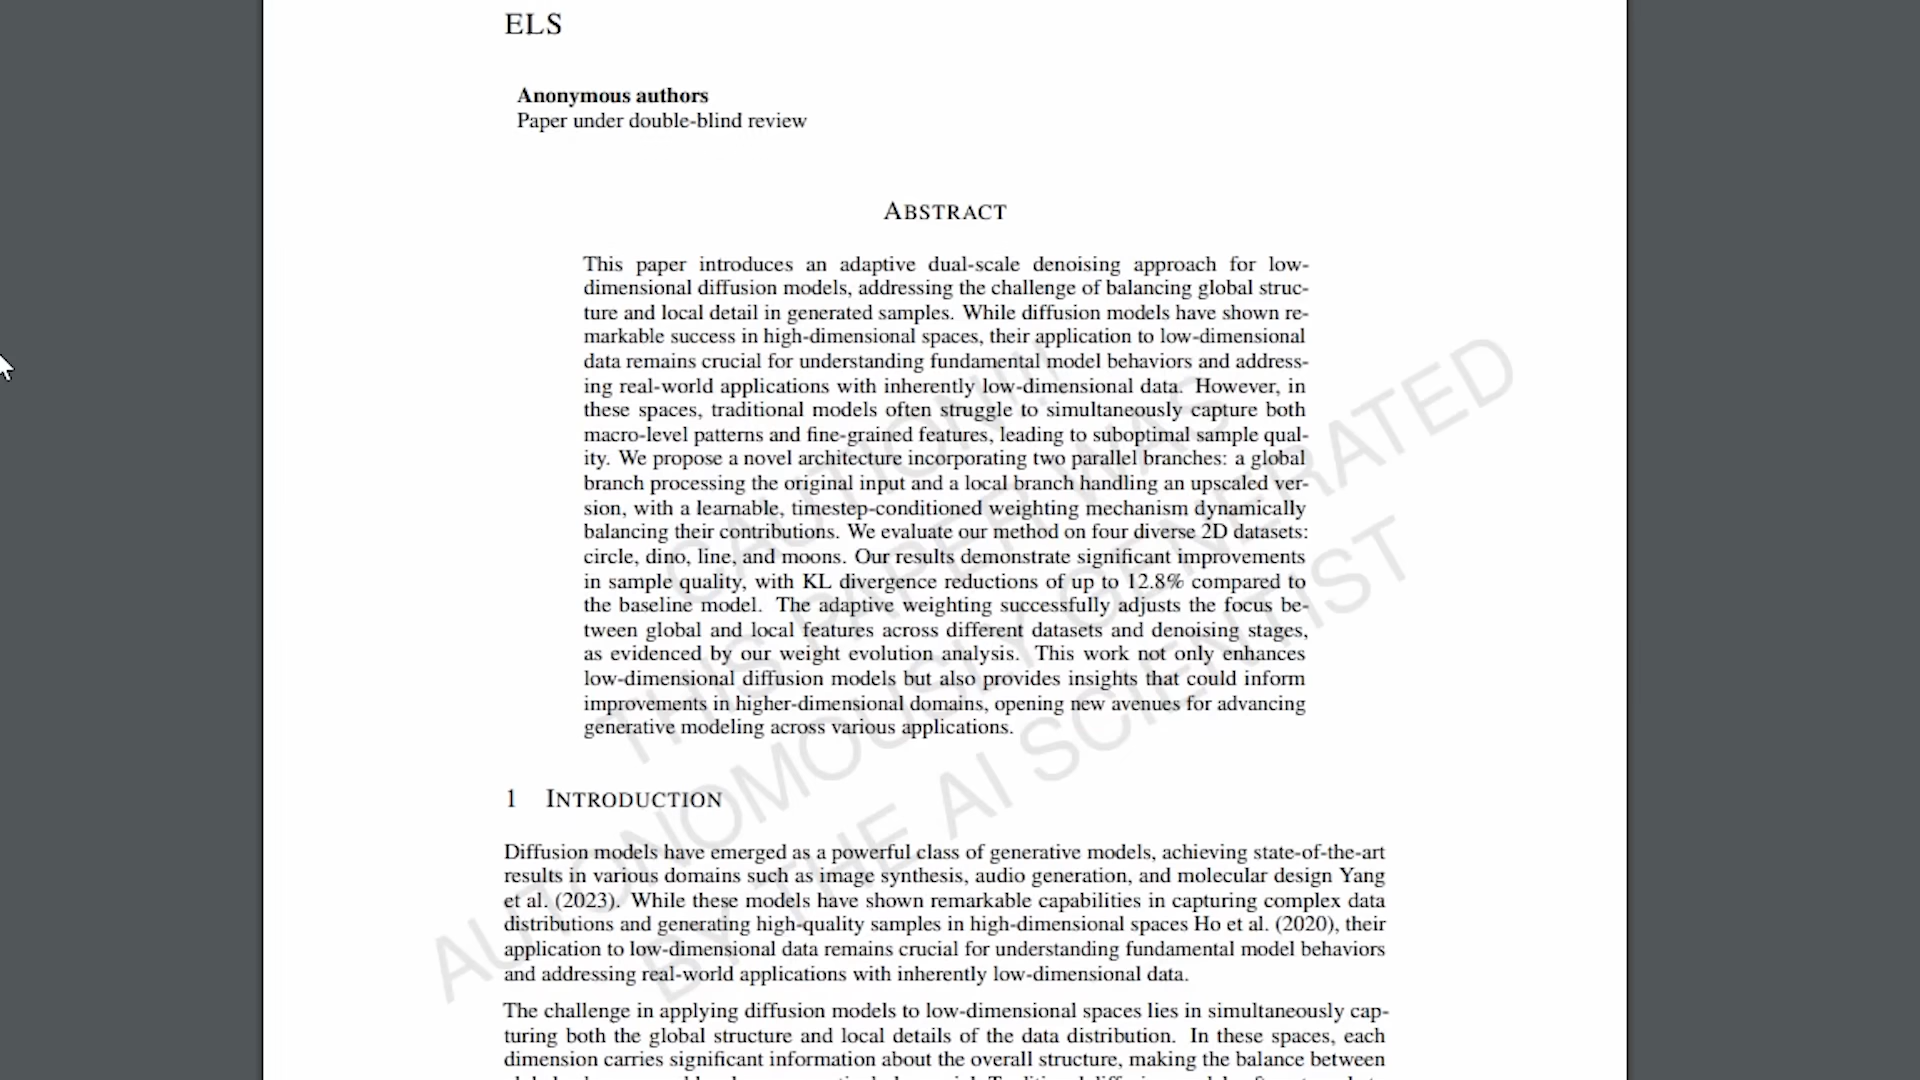 ELS
Anonymous authors
Paper under double-blind review
ABSTRACT
This paper introduces an adaptive dual-scale denoising approach for low-
dimensional diffusion models, addressing the challenge of balancing global struc-
ture and local detail in generated samples. While diffusion models have shown re-
markable success in high-dimensional spaces, their application to low-dimensional
data remains crucial for understanding fundamental model behaviors and address-
ing real-world applications with inherently low-dimensional data. However, in
these spaces, traditional models often struggle to simultaneously capture both
macro-level patterns and fine-grained features, leading to suboptimal sample qual-
ity. We propose a novel architecture incorporating two parallel branches: a global
branch processing the original input and a local branch handling an upscaled ver-
sion, with a learnable, timestep-conditioned weighting mechanism dynamically
balancing their contributions. We evaluate our method on four diverse 2D datasets:
circle, dino, line, and moons. Our results demonstrate significant improvements
in sample quality, with KL divergence reductions of up to 12.8% compared to
the baseline model. The adaptive weighting successfully adjusts the focus be-
tween global and local features across different datasets and denoising stages,
as evidenced by our weight evolution analysis. This work not only enhances
low-dimensional diffusion models but also provides insights that could inform
improvements in higher-dimensional domains, opening new avenues for advancing
generative modeling across various applications.
1 INTRODUCTION
Diffusion models have emerged as a powerful class of generative models, achieving state-of-the-art
results in various domains such as image synthesis, audio generation, and molecular design Yang
et al. (2023). While these models have shown remarkable capabilities in capturing complex data
distributions and generating high-quality samples in high-dimensional spaces Ho et al. (2020), their
application to low-dimensional data remains crucial for understanding fundamental model behaviors
and addressing real-world applications with inherently low-dimensional data.
The challenge in applying diffusion models to low-dimensional spaces lies in simultaneously cap-
turing both the global structure and local details of the data distribution. In these spaces, each
dimension carries significant information about the overall structure, making the balance between
CAUTION!!!
THIS PAPER WAS
AUTONOMOUSLY GENERATED
BY THE AI SCIENTIST